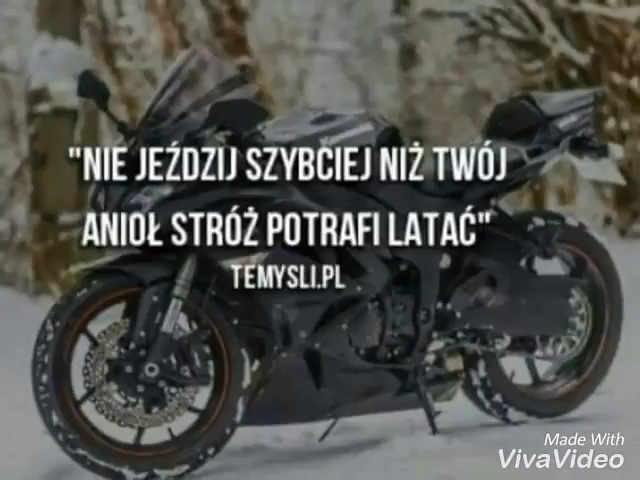 "NIE JEŹDZIJ SZYBCIEJ NIŻ TWÓJ
ANIOŁ STRÓŻ POTRAFI LATAĆ"
TEMYSLI.PL
Made With
VivaVideo